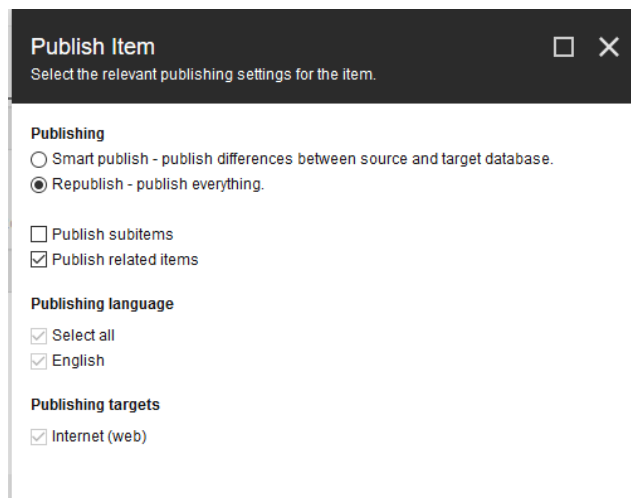 Publish Item
Select the relevant publishing settings for the item.
Publishing
Smart publish - publish differences between source and target database.
Republish - publish everything.
Publish subitems
Publish related items
Publishing language
Select all
English
Publishing targets
Internet (web)